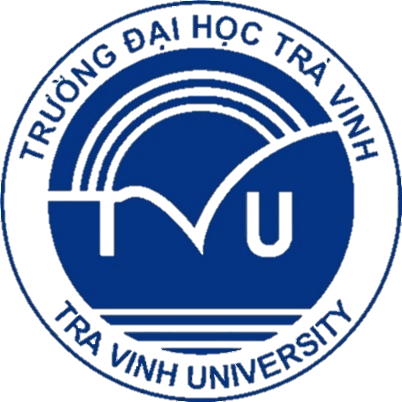 TRƯỜNG ĐẠI HỌC TRÀ VINH
TVU
TRA VINH UNIVERSITY